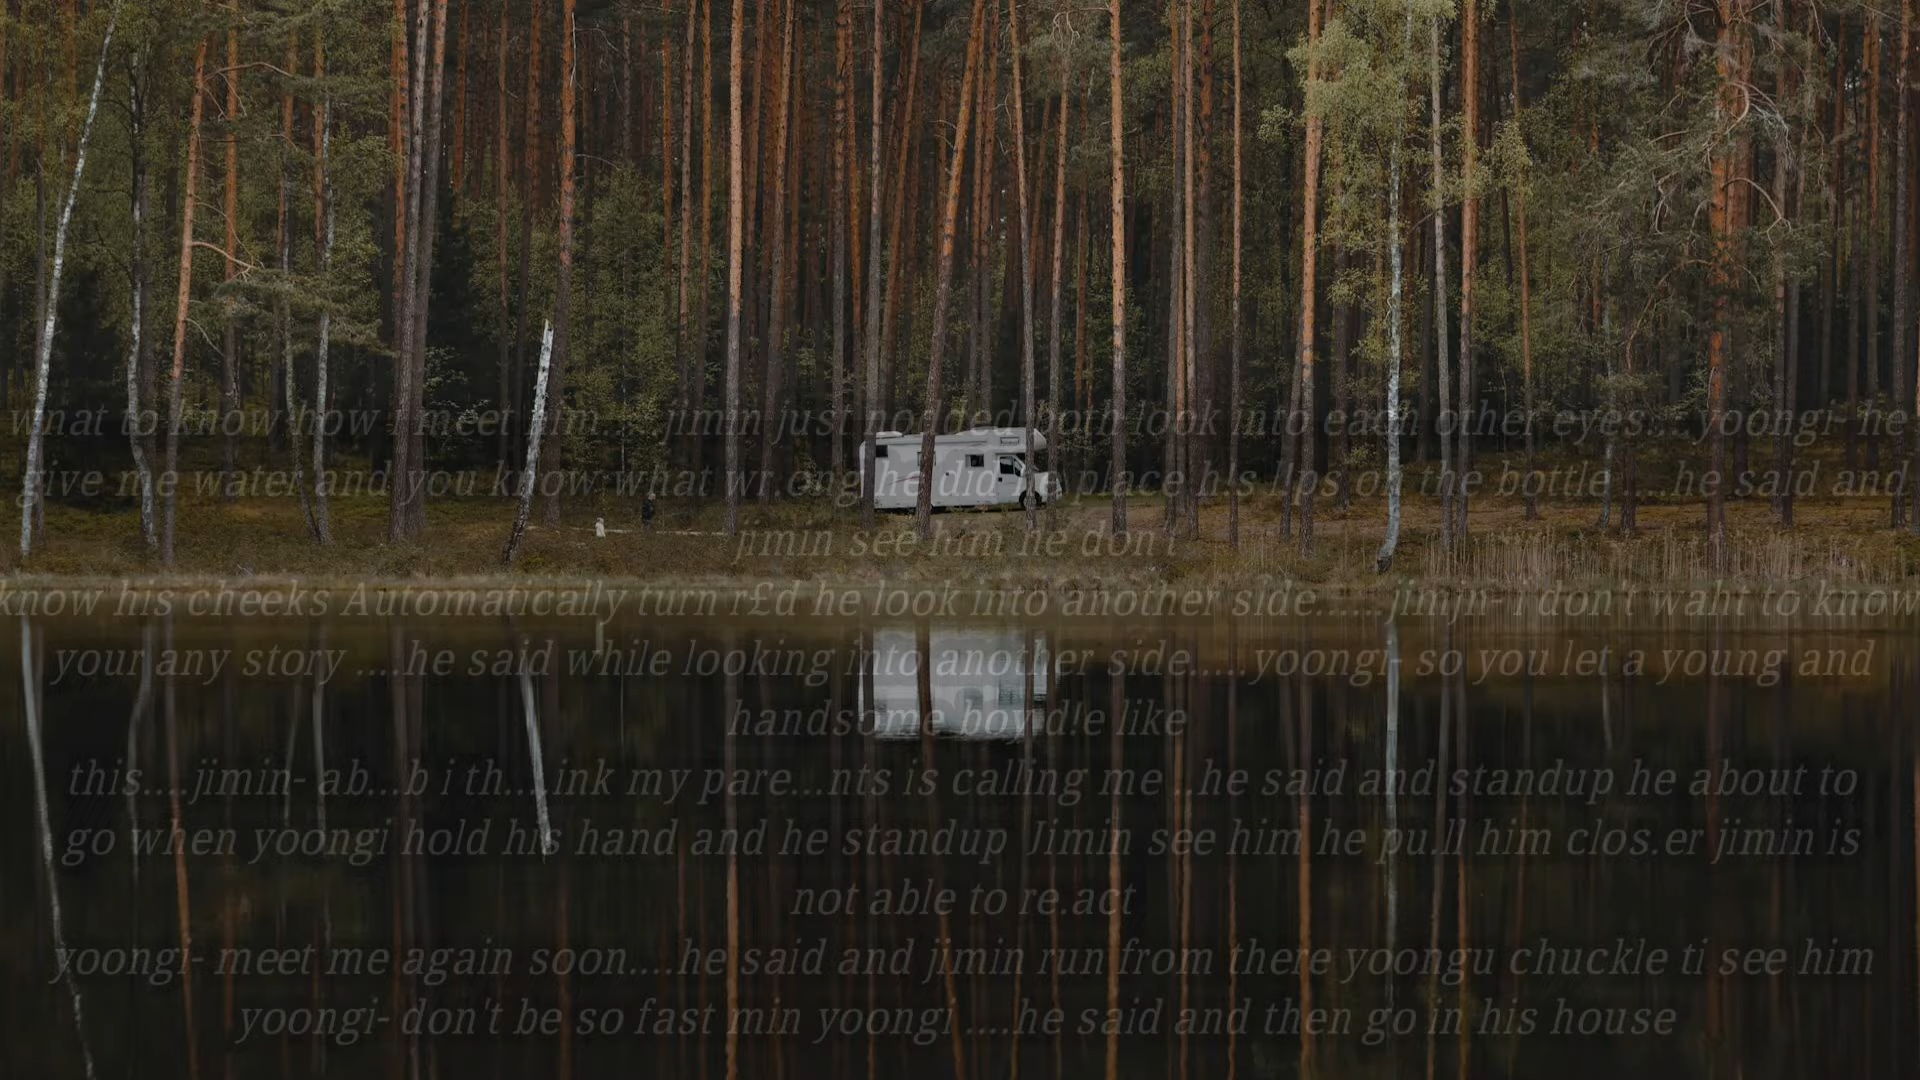 wnat to know how i meet him ...... jimin just nodded both look into each other eyes..... yoongi- he
give me water and you know what wrong he did he place his lips on the bottle .....he said and
jimin see him he don't
know his cheeks Automatically turn r£d he look into another side...... jimin- i don't want to know
your any story ....he said while looking into another side......yoongi- so you let a young and
handsome boy d!e like
this....jimin- ab...b i th...ink my pare...nts is calling me ..he said and standup he about to
go when yoongi hold his hand and he standup Jimin see him he pu.ll him clos.er jimin is
not able to re.act
yoongi- meet me again soon....he said and jimin run from there yoongu chuckle ti see him
yoongi- don't be so fast min yoongi ....he said and then go in his house